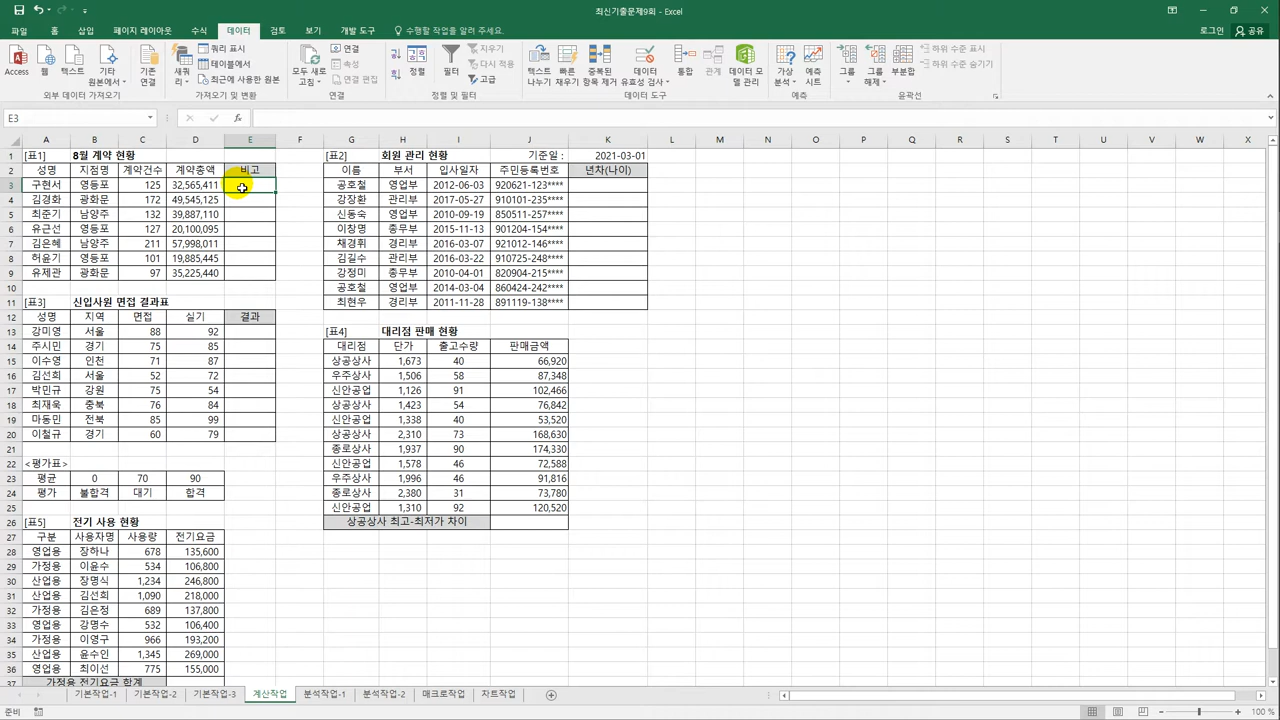 최신기출문제9회 - Excel
파일 홈 삽입 페이지 레이아웃 수식 데이터 검토 보기 개발 도구 수행할 작업을 알려 주세요. 로그인 공유
Access 웹 텍스트 기타 원본에서 기존 연결 새 쿼리 쿼리 표시 테이블에서 최근에 사용한 원본 모두 새로 고침 연결 속성 연결 편집 정렬 필터 지우기 다시 적용 고급 텍스트 나누기 빠른 채우기 중복된 항목 제거 데이터 유효성 검사 통합 관계 데이터 모델 관리 가상 분석 예측 시트 그룹 그룹 해제 부분합 하위 수준 표시 하위 수준 숨기기
외부 데이터 가져오기 가져오기 및 변환 연결 정렬 및 필터 데이터 도구 예측 윤곽선
E3 fx
A B C D E F G H I J K L M N O P Q R S T U V W X
1 [표1] 8월 계약 현황 [표2] 회원 관리 현황 기준일 : 2021-03-01
2 성명 지점명 계약건수 계약총액 비고 이름 부서 입사일자 주민등록번호 년차(나이)
3 구현서 영등포 125 32,565,411 공호철 영업부 2012-06-03 920621-123****
4 김경화 광화문 172 49,545,125 강장환 관리부 2017-05-27 910101-235****
5 최준기 남양주 132 39,887,110 신동숙 영업부 2010-09-19 850511-257****
6 유근선 영등포 127 20,100,095 이창명 총무부 2015-11-13 901204-154****
7 김은혜 남양주 211 57,998,011 채경휘 경리부 2016-03-07 921012-146****
8 허윤기 영등포 101 19,885,445 김길수 관리부 2016-03-22 910725-248****
9 유제관 광화문 97 35,225,440 강정미 총무부 2010-04-01 820904-215****
10 공호철 영업부 2014-03-04 860424-242****
11 [표3] 신입사원 면접 결과표 최현우 경리부 2011-11-28 891119-138****
12 성명 지역 면접 실기 결과
13 강미영 서울 88 92 [표4] 대리점 판매 현황
14 주시민 경기 75 85 대리점 단가 출고수량 판매금액
15 이수영 인천 71 87 상공상사 1,673 40 66,920
16 김선희 서울 52 72 우주상사 1,506 58 87,348
17 박민규 강원 75 54 신안공업 1,126 91 102,466
18 최재욱 충북 76 84 상공상사 1,423 54 76,842
19 마동민 전북 85 99 신안공업 1,338 40 53,520
20 이철규 경기 60 79 상공상사 2,310 73 168,630
21 종로상사 1,937 90 174,330
22 <평가표> 신안공업 1,578 46 72,588
23 평균 0 70 90 우주상사 1,996 46 91,816
24 평가 불합격 대기 합격 종로상사 2,380 31 73,780
25 신안공업 1,310 92 120,520
26 [표5] 전기 사용 현황 상공상사 최고-최저가 차이
27 구분 사용자명 사용량 전기요금
28 영업용 장하나 678 135,600
29 가정용 이윤수 534 106,800
30 산업용 장명식 1,234 246,800
31 산업용 김선희 1,090 218,000
32 가정용 김은정 689 137,800
33 영업용 강명수 532 106,400
34 가정용 이영구 966 193,200
35 산업용 윤수인 1,345 269,000
36 영업용 최이선 775 155,000
37 가정용 전기요금 합계
기본작업-1 기본작업-2 기본작업-3 계산작업 분석작업-1 분석작업-2 매크로작업 차트작업
준비 100 %